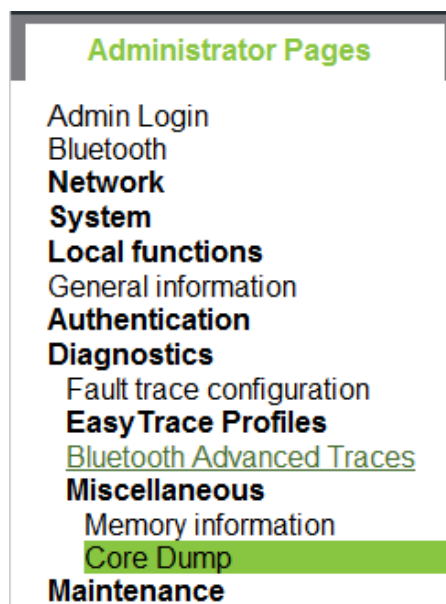 Administrator Pages
Admin Login
Bluetooth
Network
System
Local functions
General information
Authentication
Diagnostics
Fault trace configuration
EasyTrace Profiles
Bluetooth Advanced Traces
Miscellaneous
Memory information
Core Dump
Maintenance